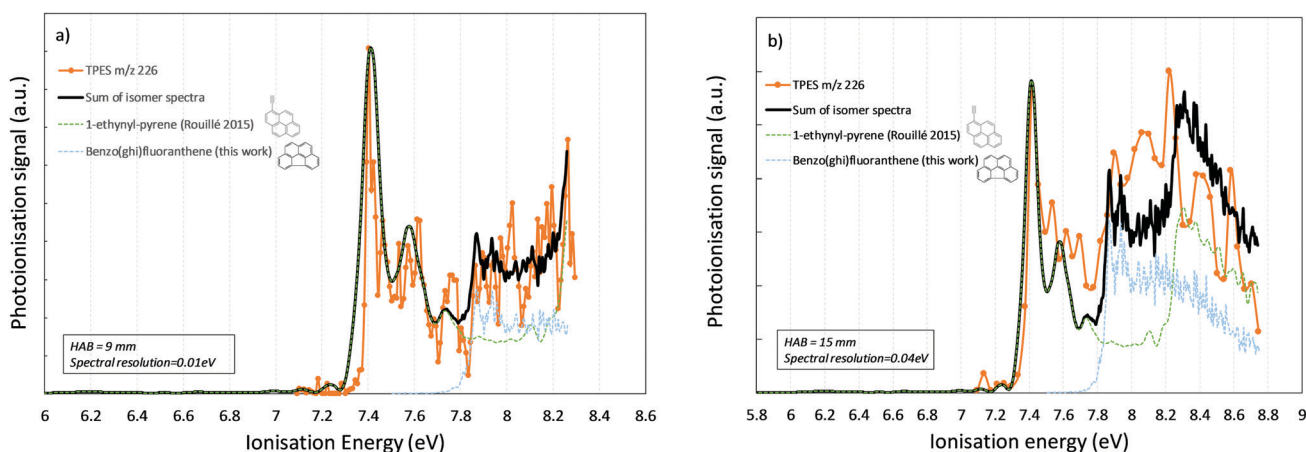 a)
Photoionisation signal (a.u.)
TPES m/z 226
Sum of isomer spectra
1-ethynyl-pyrene (Rouillé 2015)
Benzo(ghi)fluoranthene (this work)
HAB = 9 mm
Spectral resolution=0.01eV
6 6.2 6.4 6.6 6.8 7 7.2 7.4 7.6 7.8 8 8.2 8.4 8.6
Ionisation Energy (eV)
b)
Photoionisation signal (a.u.)
TPES m/z 226
Sum of isomer spectra
1-ethynyl-pyrene (Rouillé 2015)
Benzo(ghi)fluoranthene (this work)
HAB = 15 mm
Spectral resolution=0.04eV
5.8 6 6.2 6.4 6.6 6.8 7 7.2 7.4 7.6 7.8 8 8.2 8.4 8.6 8.8 9
Ionisation energy (eV)